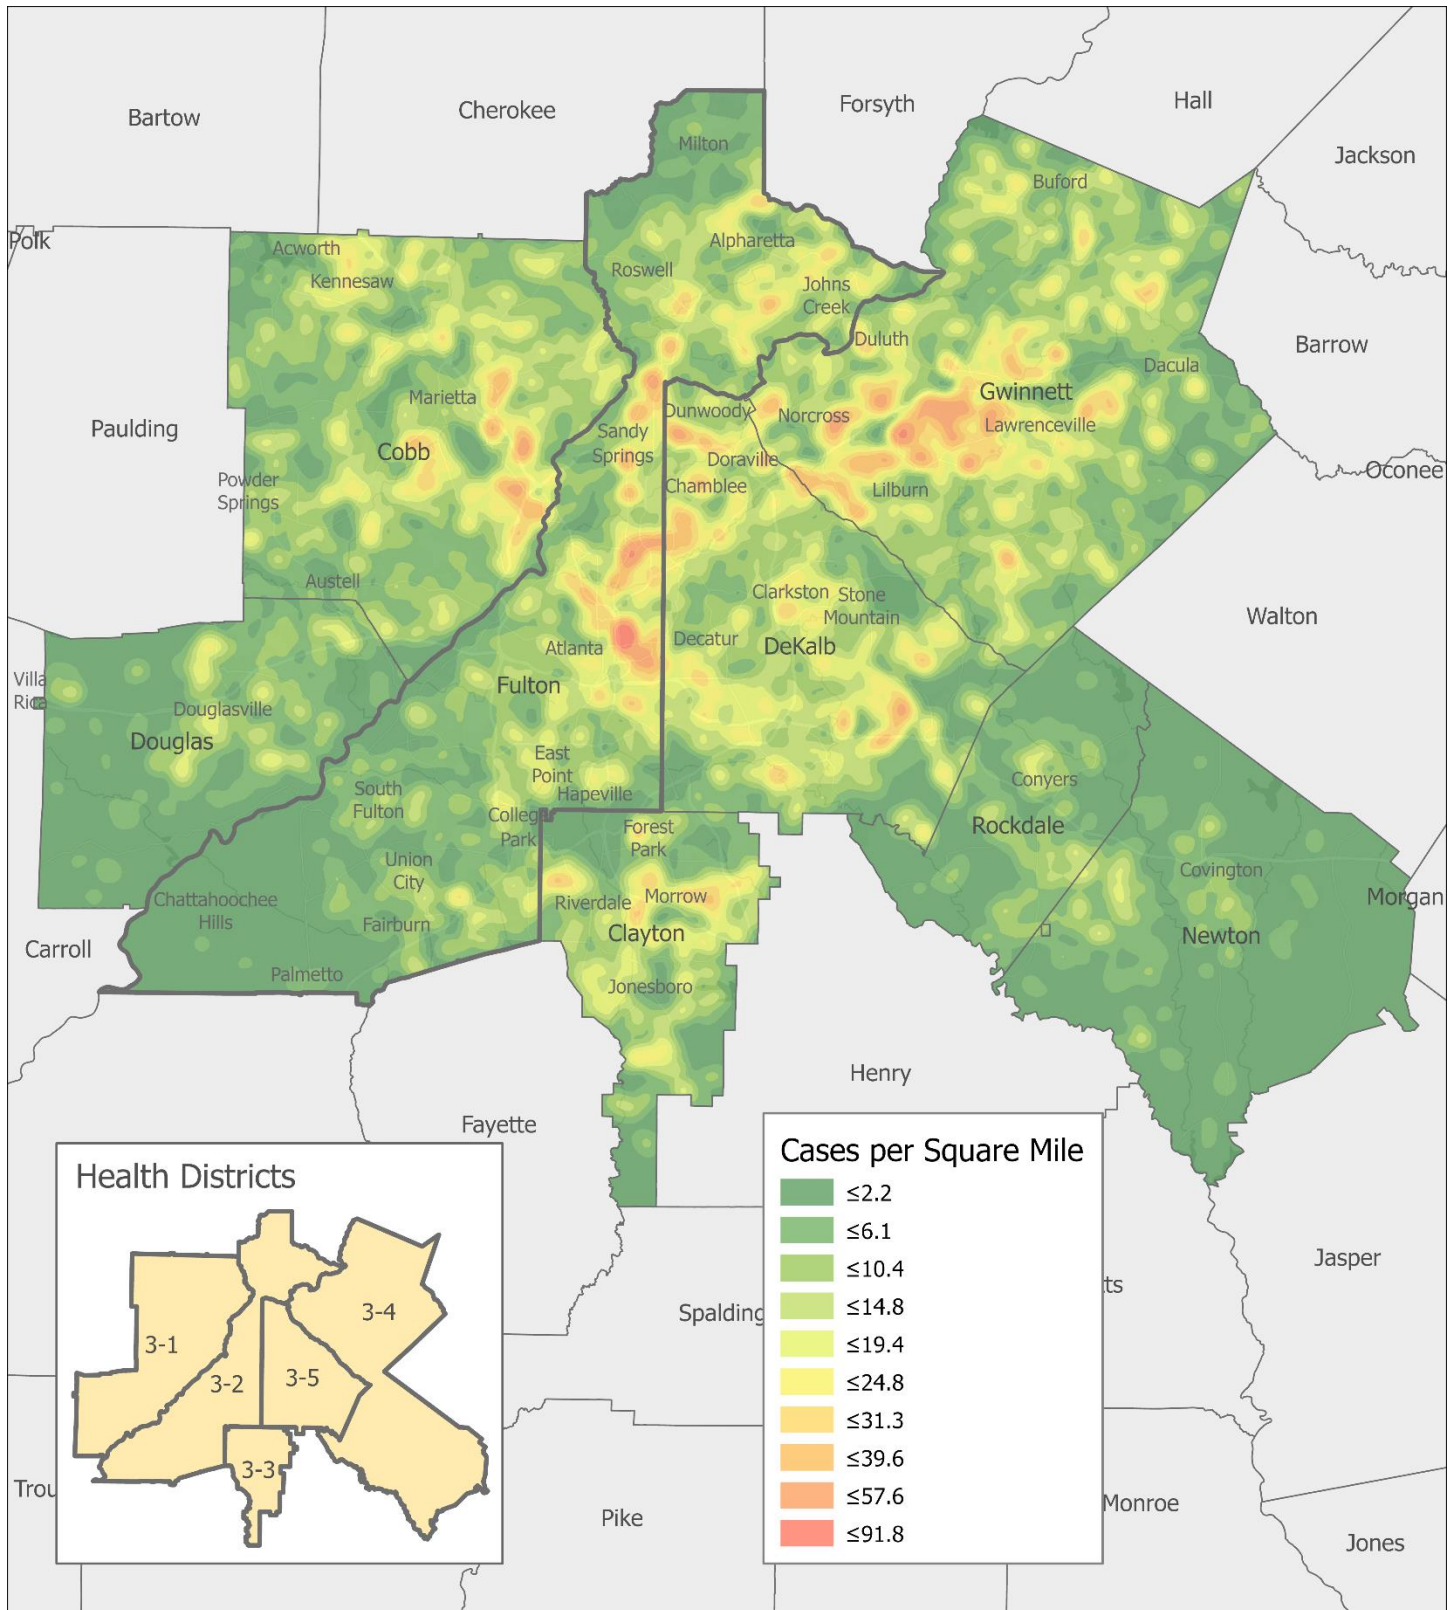 Bartow
Cherokee
Forsyth
Hall
Jackson
Milton
Buford
Polk
Acworth
Kennesaw
Alpharetta
Roswell
Johns
Creek
Duluth
Barrow
Dacula
Paulding
Marietta
Gwinnett
Dunwoody
Norcross
Lawrenceville
Cobb
Sandy
Springs
Doraville
Chamblee
Oconee
Powder
Springs
Lilburn
Austell
Clarkston
Stone
Mountain
Walton
Atlanta
Decatur
DeKalb
Villa
Rica
Fulton
Douglasville
Douglas
East
Point
Hapeville
South
Fulton
Conyers
College
Park
Forest
Park
Rockdale
Union
City
Covington
Chattahoochee
Hills
Fairburn
Riverdale
Morrow
Morgan
Carroll
Clayton
Newton
Palmetto
Jonesboro
Henry
Fayette
Health Districts
3-1
3-2
3-3
3-4
3-5
Cases per Square Mile
≤2.2
≤6.1
≤10.4
≤14.8
≤19.4
≤24.8
≤31.3
≤39.6
≤57.6
≤91.8
Jasper
Spalding
ts
Trou
Pike
Monroe
Jones